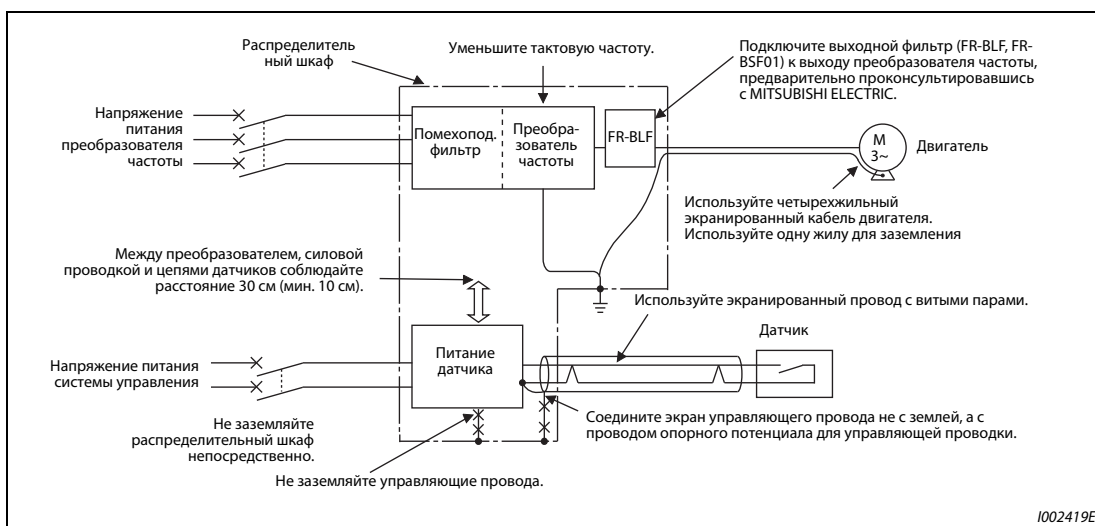 Распределитель
ный шкаф
Уменьшите тактовую частоту.
Подключите выходной фильтр (FR-BLF, FR-
BSF01) к выходу преобразователя частоты,
предварительно проконсультировавшись
с MITSUBISHI ELECTRIC.
Напряжение
питания
преобразователя
частоты
Помехопод.
фильтр
Преобра-
зователь
частоты
FR-BLF
M
3~
Двигатель
Используйте четырехжильный
экранированный кабель двигателя.
Используйте одну жилу для заземления
Между преобразователем, силовой
проводкой и цепями датчиков соблюдайте
расстояние 30 см (мин. 10 см).
Используйте экранированный провод с витыми парами.
Датчик
Напряжение питания
системы управления
Питание
датчика
Соедините экран управляющего провода не с землей, а с
проводом опорного потенциала для управляющей проводки.
Не заземляйте
распределительный шкаф
непосредственно.
Не заземляйте управляющие провода.
I002419E